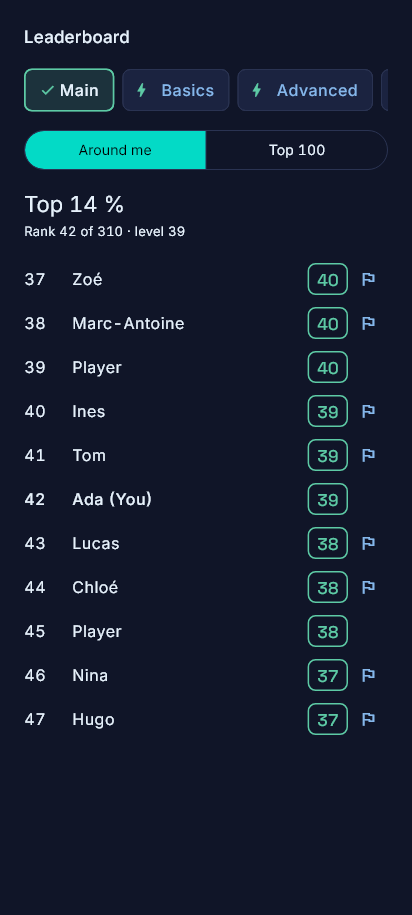 Leaderboard
Main
Basics
Advanced
Around me
Top 100
Top 14 %
Rank 42 of 310 · level 39
37 Zoé 40
38 Marc-Antoine 40
39 Player 40
40 Ines 39
41 Tom 39
42 Ada (You) 39
43 Lucas 38
44 Chloé 38
45 Player 38
46 Nina 37
47 Hugo 37